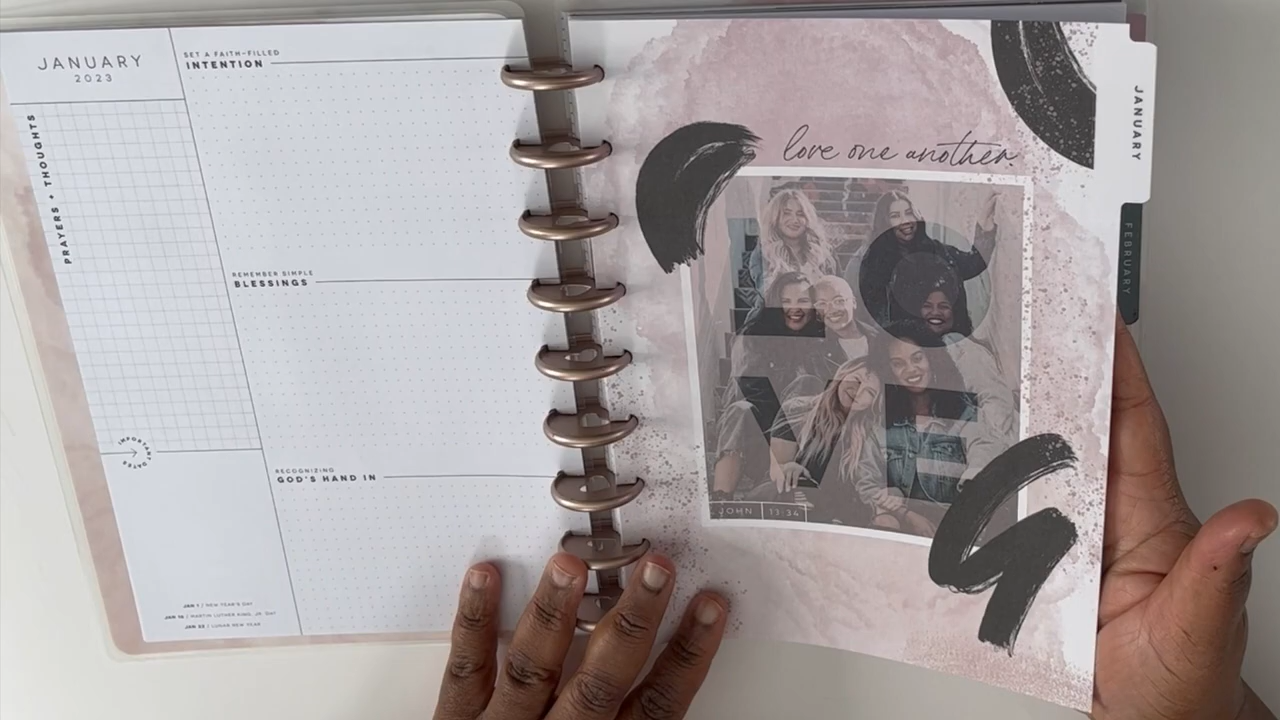 JANUARY
2023
PRAYERS + THOUGHTS
IMPORTANT DATES
JAN 1 / NEW YEAR'S DAY
JAN 16 / MARTIN LUTHER KING, JR. DAY
JAN 22 / LUNAR NEW YEAR
SET A FAITH-FILLED
INTENTION
REMEMBER SIMPLE
BLESSINGS
RECOGNIZING
GOD'S HAND IN
love one another
LO
VE
JOHN 13:34
JANUARY
FEBRUARY